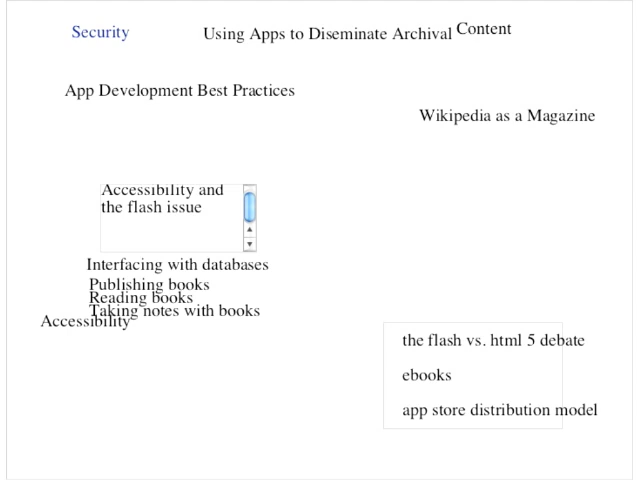 Security
Using Apps to Diseminate Archival Content
App Development Best Practices
Wikipedia as a Magazine
Accessibility and
the flash issue
Interfacing with databases
Publishing books
Reading books
Taking notes with books
Accessibility
the flash vs. html 5 debate
ebooks
app store distribution model